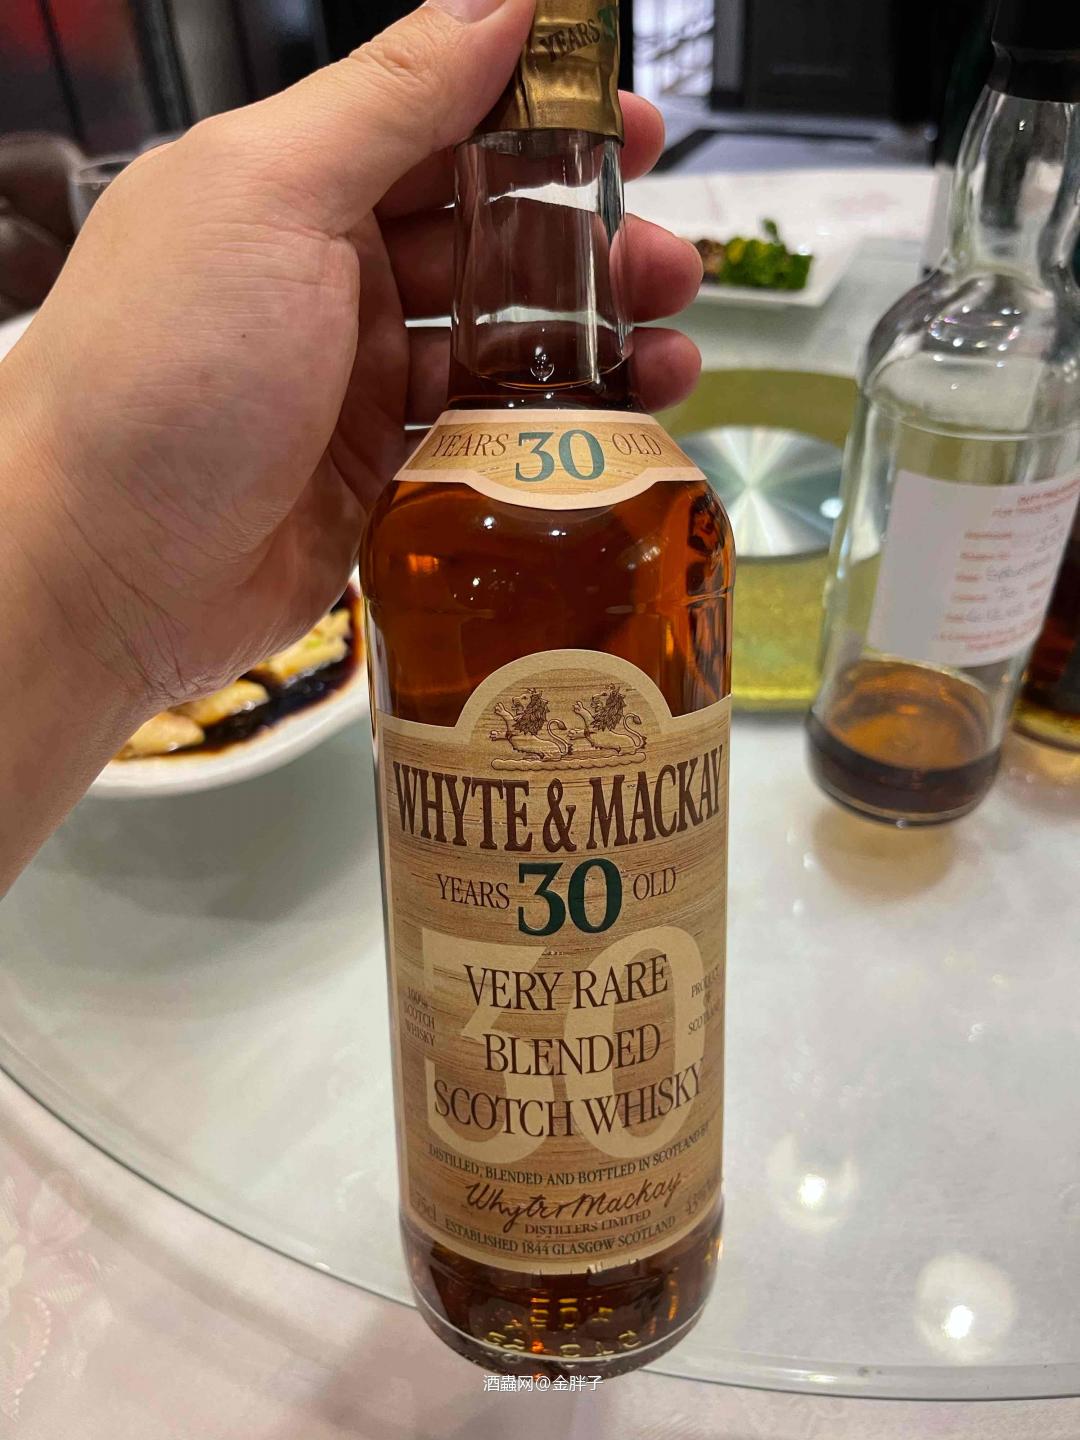 YEARS
YEARS 30 OLD
WHYTE & MACKAY
YEARS 30 OLD
30
VERY RARE
BLENDED
SCOTCH WHISKY
100%
SCOTCH
WHISKY
PRODUCT
OF
SCOTLAND
DISTILLED, BLENDED AND BOTTLED IN SCOTLAND BY
Whyte & Mackay
DISTILLERS LIMITED
75cl
43%
ESTABLISHED 1844 GLASGOW SCOTLAND
酒蟲网@金胖子